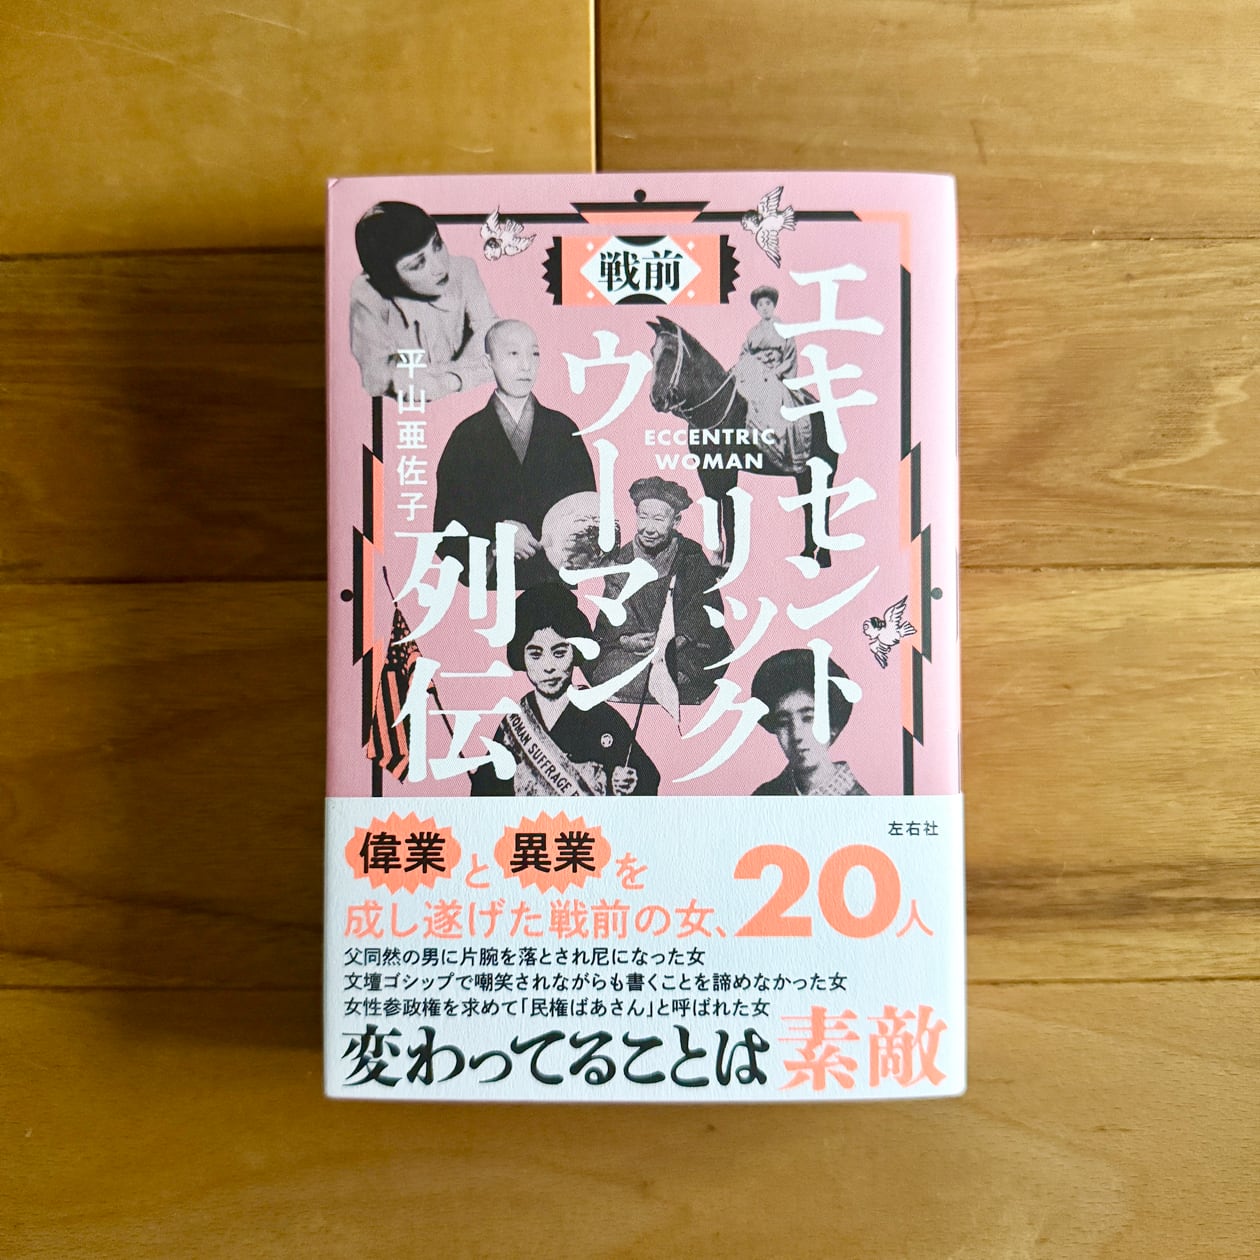 戦前
エキセントリック
ウーマン
列伝
ECCENTRIC
WOMAN
平山亜佐子
WOMAN SUFFRAGE
左右社
偉業と異業を
成し遂げた戦前の女、20人
父同然の男に片腕を落とされ尼になった女
文壇ゴシップで嘲笑されながらも書くことを諦めなかった女
女性参政権を求めて「民権ばあさん」と呼ばれた女
変わってることは素敵